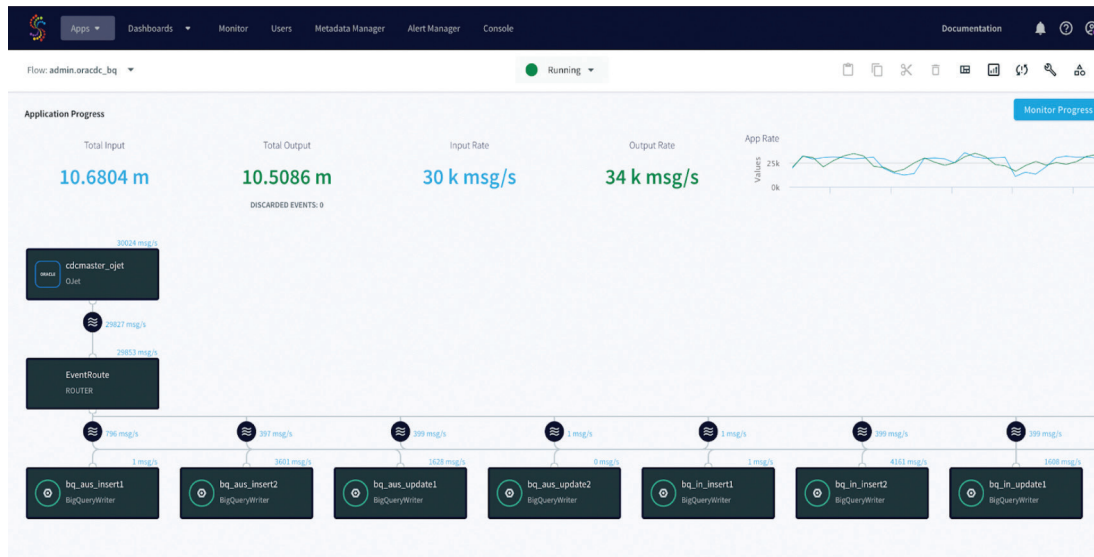 Apps Dashboards Monitor Users Metadata Manager Alert Manager Console Documentation
Flow: admin.oracdc_bq Running
Application Progress Monitor Progress
Total Input Total Output Input Rate Output Rate App Rate
10.6804 m 10.5086 m 30 k msg/s 34 k msg/s
DISCARDED EVENTS: 0
Values 25k
0k
30024 msg/s
ORACLE cdcmaster_ojet
OJet
29827 msg/s
29853 msg/s
EventRoute
ROUTER
796 msg/s 397 msg/s 399 msg/s 1 msg/s 1 msg/s 399 msg/s 399 msg/s
1 msg/s 3601 msg/s 1628 msg/s 0 msg/s 1 msg/s 4161 msg/s 1608 msg/s
bq_aus_insert1 bq_aus_insert2 bq_aus_update1 bq_aus_update2 bq_in_insert1 bq_in_insert2 bq_in_update1
BigQueryWriter BigQueryWriter BigQueryWriter BigQueryWriter BigQueryWriter BigQueryWriter BigQueryWriter